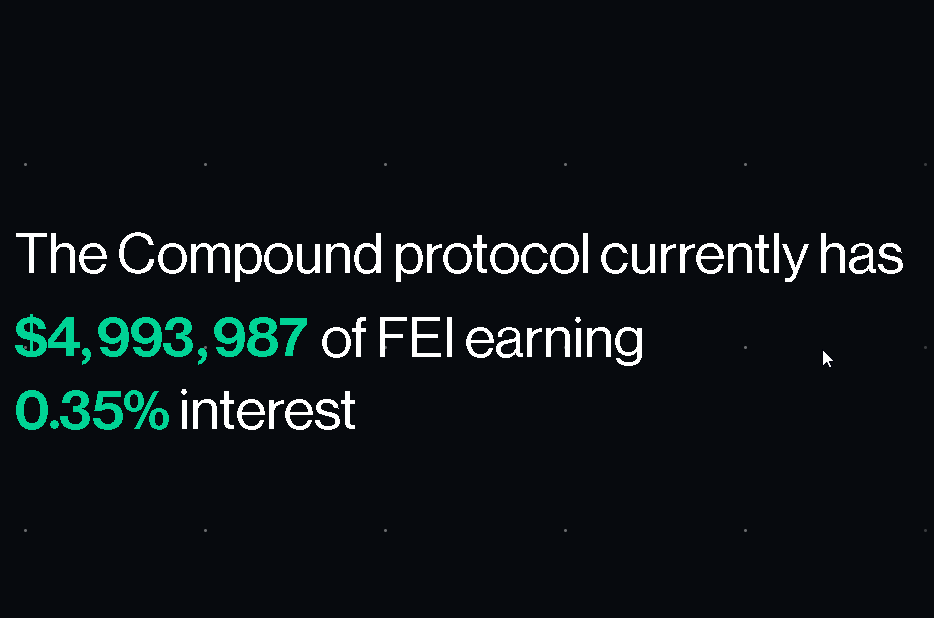 The Compound protocol currently has
$4,993,987 of FEI earning
0.35% interest